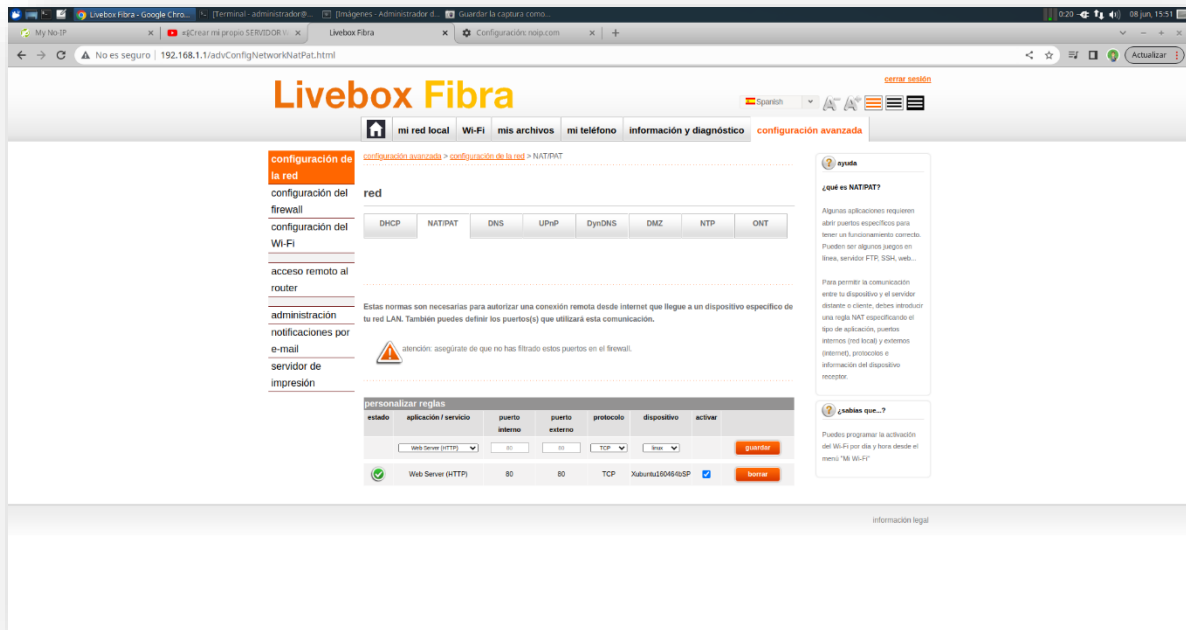 Livebox Fibra - Google Chro...
[Terminal - administrador@...
[Imágenes - Administrador d...
Guardar la captura como...
0:20
08 jun, 15:51
My No-IP
Crear mi propio SERVIDOR W
Livebox Fibra
Configuración: noip.com
No es seguro
192.168.1.1/advConfigNetworkNatPat.html
Actualizar
cerrar sesión
Livebox Fibra
Spanish
mi red local
Wi-Fi
mis archivos
mi teléfono
información y diagnóstico
configuración avanzada
configuración de
la red
configuración del
firewall
configuración del
Wi-Fi
acceso remoto al
router
administración
notificaciones por
e-mail
servidor de
impresión
configuración avanzada > configuración de la red > NAT/PAT
red
DHCP
NAT/PAT
DNS
UPnP
DynDNS
DMZ
NTP
ONT
Estas normas son necesarias para autorizar una conexión remota desde internet que llegue a un dispositivo específico de
tu red LAN. También puedes definir los puertos(s) que utilizará esta comunicación.
atención: asegúrate de que no has filtrado estos puertos en el firewall.
personalizar reglas
estado aplicación / servicio puerto interno puerto externo protocolo dispositivo activar
Web Server (HTTP) 80 80 TCP linux guardar
Web Server (HTTP) 80 80 TCP Xubuntu160464bSP borrar
ayuda
¿qué es NAT/PAT?
Algunas aplicaciones requieren
abrir puertos específicos para
tener un funcionamiento correcto.
Pueden ser algunos juegos en
línea, servidor FTP, SSH, web...
Para permitir la comunicación
entre tu dispositivo y el servidor
distante o cliente, debes introducir
una regla NAT especificando el
tipo de aplicación, puertos
internos (red local) y externos
(internet), protocolos e
información del dispositivo
receptor.
¿sabías que...?
Puedes programar la activación
del Wi-Fi por día y hora desde el
menú "Mi Wi-Fi"
información legal